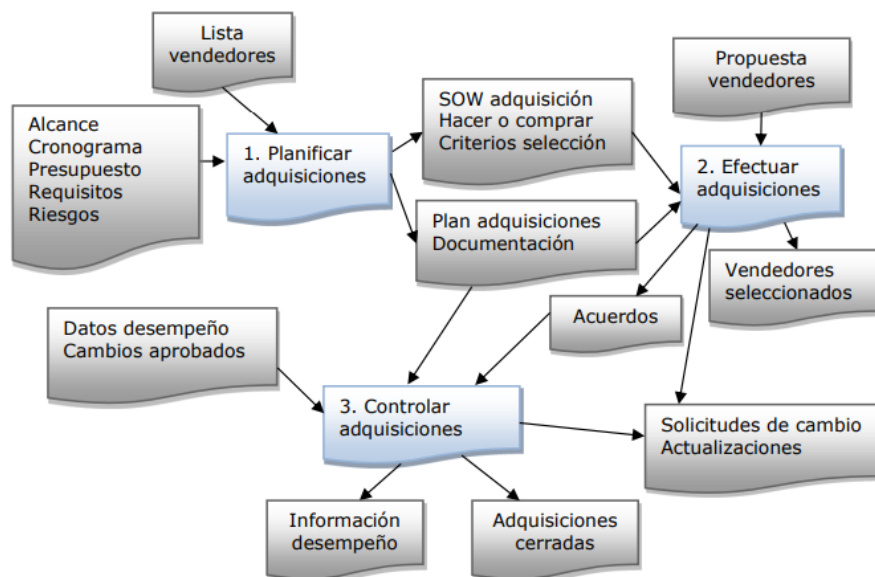 Lista
vendedores
Propuesta
vendedores
Alcance
Cronograma
Presupuesto
Requisitos
Riesgos
1. Planificar
adquisiciones
SOW adquisición
Hacer o comprar
Criterios selección
2. Efectuar
adquisiciones
Plan adquisiciones
Documentación
Vendedores
seleccionados
Acuerdos
Datos desempeño
Cambios aprobados
3. Controlar
adquisiciones
Solicitudes de cambio
Actualizaciones
Información
desempeño
Adquisiciones
cerradas